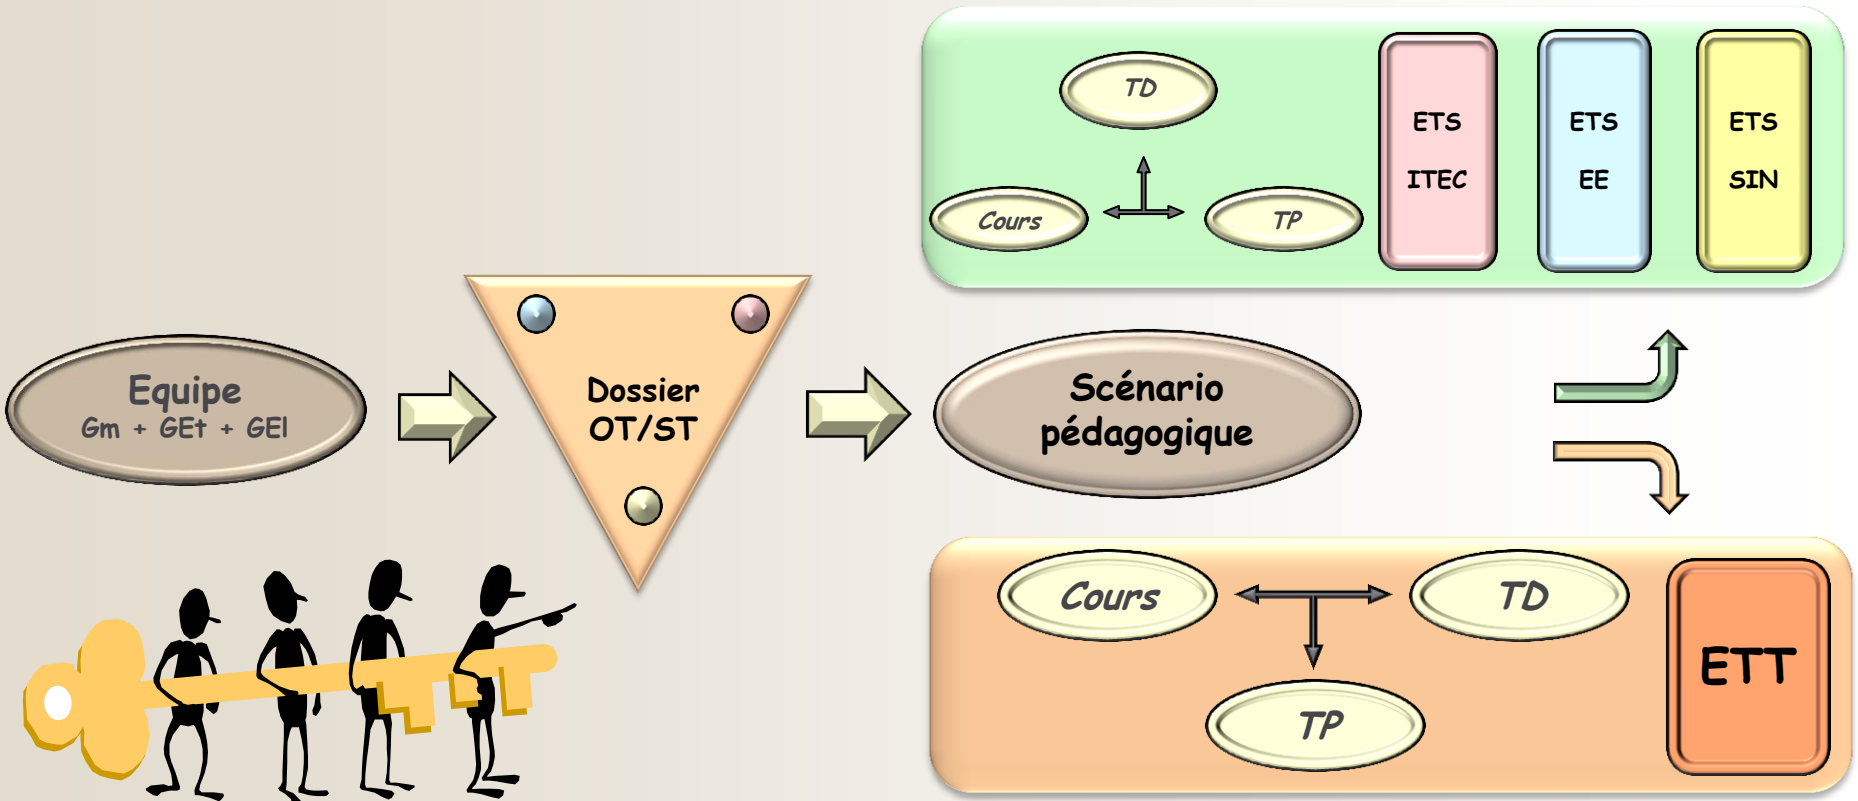 Equipe
Gm + GEt + GEl
Dossier
OT/ST
Scénario
pédagogique
TD
Cours
TP
ETS
ITEC
ETS
EE
ETS
SIN
Cours
TD
TP
ETT